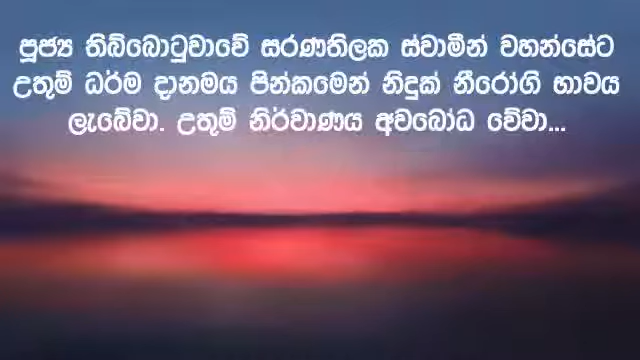 පූජ්‍ය තිබ්බොටුවාවේ සරණතිලක ස්වාමීන් වහන්සේට
උතුම් ධර්ම දානමය පින්කමෙන් නිදුක් නීරෝගි භාවය
ලැබේවා. උතුම් නිර්වාණය අවබෝධ වේවා...